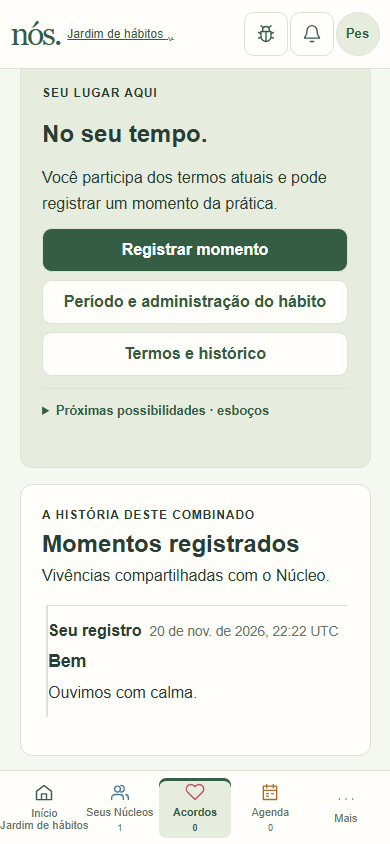 nós. Jardim de hábitos
Pes
SEU LUGAR AQUI
No seu tempo.
Você participa dos termos atuais e pode
registrar um momento da prática.
Registrar momento
Período e administração do hábito
Termos e histórico
Próximas possibilidades · esboços
A HISTÓRIA DESTE COMBINADO
Momentos registrados
Vivências compartilhadas com o Núcleo.
Seu registro 20 de nov. de 2026, 22:22 UTC
Bem
Ouvimos com calma.
Início
Jardim de hábitos
Seus Núcleos
1
Acordos
0
Agenda
0
Mais